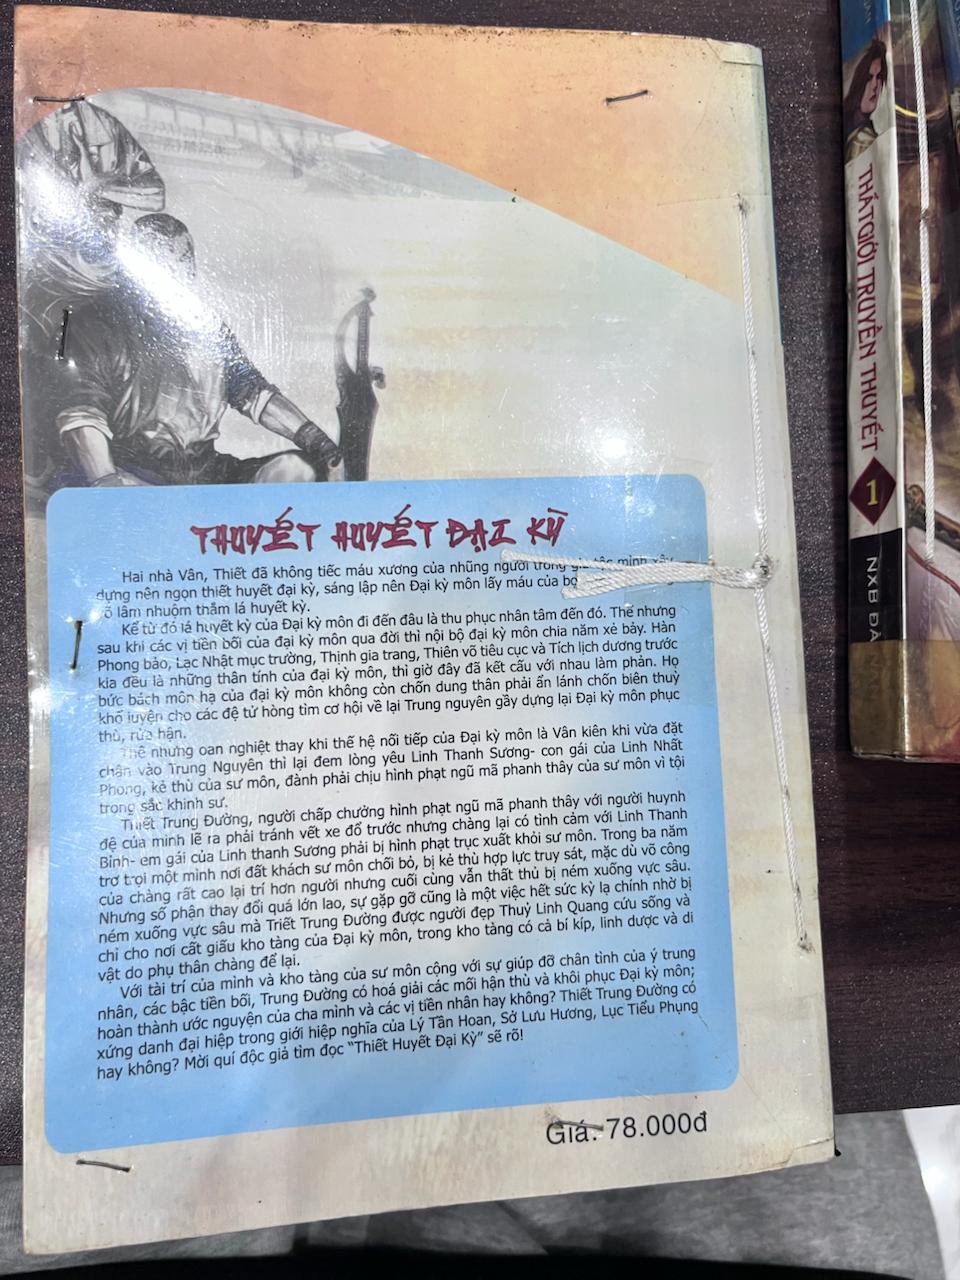 THUYẾT HUYẾT ĐẠI KỲ
Hai nhà Vân, Thiết đã không tiếc máu xương của những người trong tộc mình xây
dựng nên ngọn thiết huyết đại kỳ, sáng lập nên Đại kỳ môn lấy máu của
lâm nhuộm thắm lá huyết kỳ.
Kể từ đó lá huyết kỳ của Đại kỳ môn đi đến đâu là thu phục nhân tâm đến đó. Thế nhưng
sau khi các vị tiền bối của đại kỳ môn qua đời thì nội bộ đại kỳ môn chia năm xẻ bảy. Hàn
Phong bảo, Lạc Nhật mục trường, Thịnh gia trang, Thiên võ tiêu cục và Tích lịch dương trước
kia đều là những thân tính của đại kỳ môn, thì giờ đây đã kết cấu với nhau làm phản. Họ
bức bách môn hạ của đại kỳ môn không còn chốn dung thân phải ẩn lánh chốn biên thuỳ
khổ luyện cho các đệ tử hòng tìm cơ hội về lại Trung nguyên gầy dựng lại Đại kỳ môn phục
thù, rửa hận.
Thế nhưng oan nghiệt thay khi thế hệ nối tiếp của Đại kỳ môn là Vân kiên khi vừa đặt
chân vào Trung Nguyên thì lại đem lòng yêu Linh Thanh Sương- con gái của Linh Nhất
Phong, kẻ thù của sư môn, đành phải chịu hình phạt ngũ mã phanh thây của sư môn vì tội
trọng sắc khinh sư.
Thiết Trung Đường, người chấp chưởng hình phạt ngũ mã phanh thây với người huynh
đệ của mình lẽ ra phải tránh vết xe đổ trước nhưng chàng lại có tình cảm với Linh Thanh
Bình- em gái của Linh thanh Sương phải bị hình phạt trục xuất khỏi sư môn. Trong ba năm
trơ trọi một mình nơi đất khách sư môn chối bỏ, bị kẻ thù hợp lực truy sát, mặc dù võ công
của chàng rất cao lại trí hơn người nhưng cuối cùng vẫn thất thủ bị ném xuống vực sâu.
Nhưng số phận thay đổi quá lớn lao, sự gặp gỡ cũng là một việc hết sức kỳ lạ chính nhờ bị
ném xuống vực sâu mà Triết Trung Đường được người đẹp Thuỷ Linh Quang cứu sống và
chỉ cho nơi cất giấu kho tàng của Đại kỳ môn, trong kho tàng có cả bí kíp, linh dược và di
vật do phụ thân chàng để lại.
Với tài trí của mình và kho tàng của sư môn cộng với sự giúp đỡ chân tình của ý trung
nhân, các bậc tiền bối, Trung Đường có hoá giải các mối hận thù và khôi phục Đại kỳ môn;
hoàn thành ước nguyện của cha mình và các vị tiền nhân hay không? Thiết Trung Đường có
xứng danh đại hiệp trong giới hiệp nghĩa của Lý Tầm Hoan, Sở Lưu Hương, Lục Tiểu Phụng
hay không? Mời quí độc giả tìm đọc “Thiết Huyết Đại Kỳ” sẽ rõ!
Giá: 78.000đ
THẤT GIỚI TRUYỀN THUYẾT
1
NXB ĐÀ NẴNG